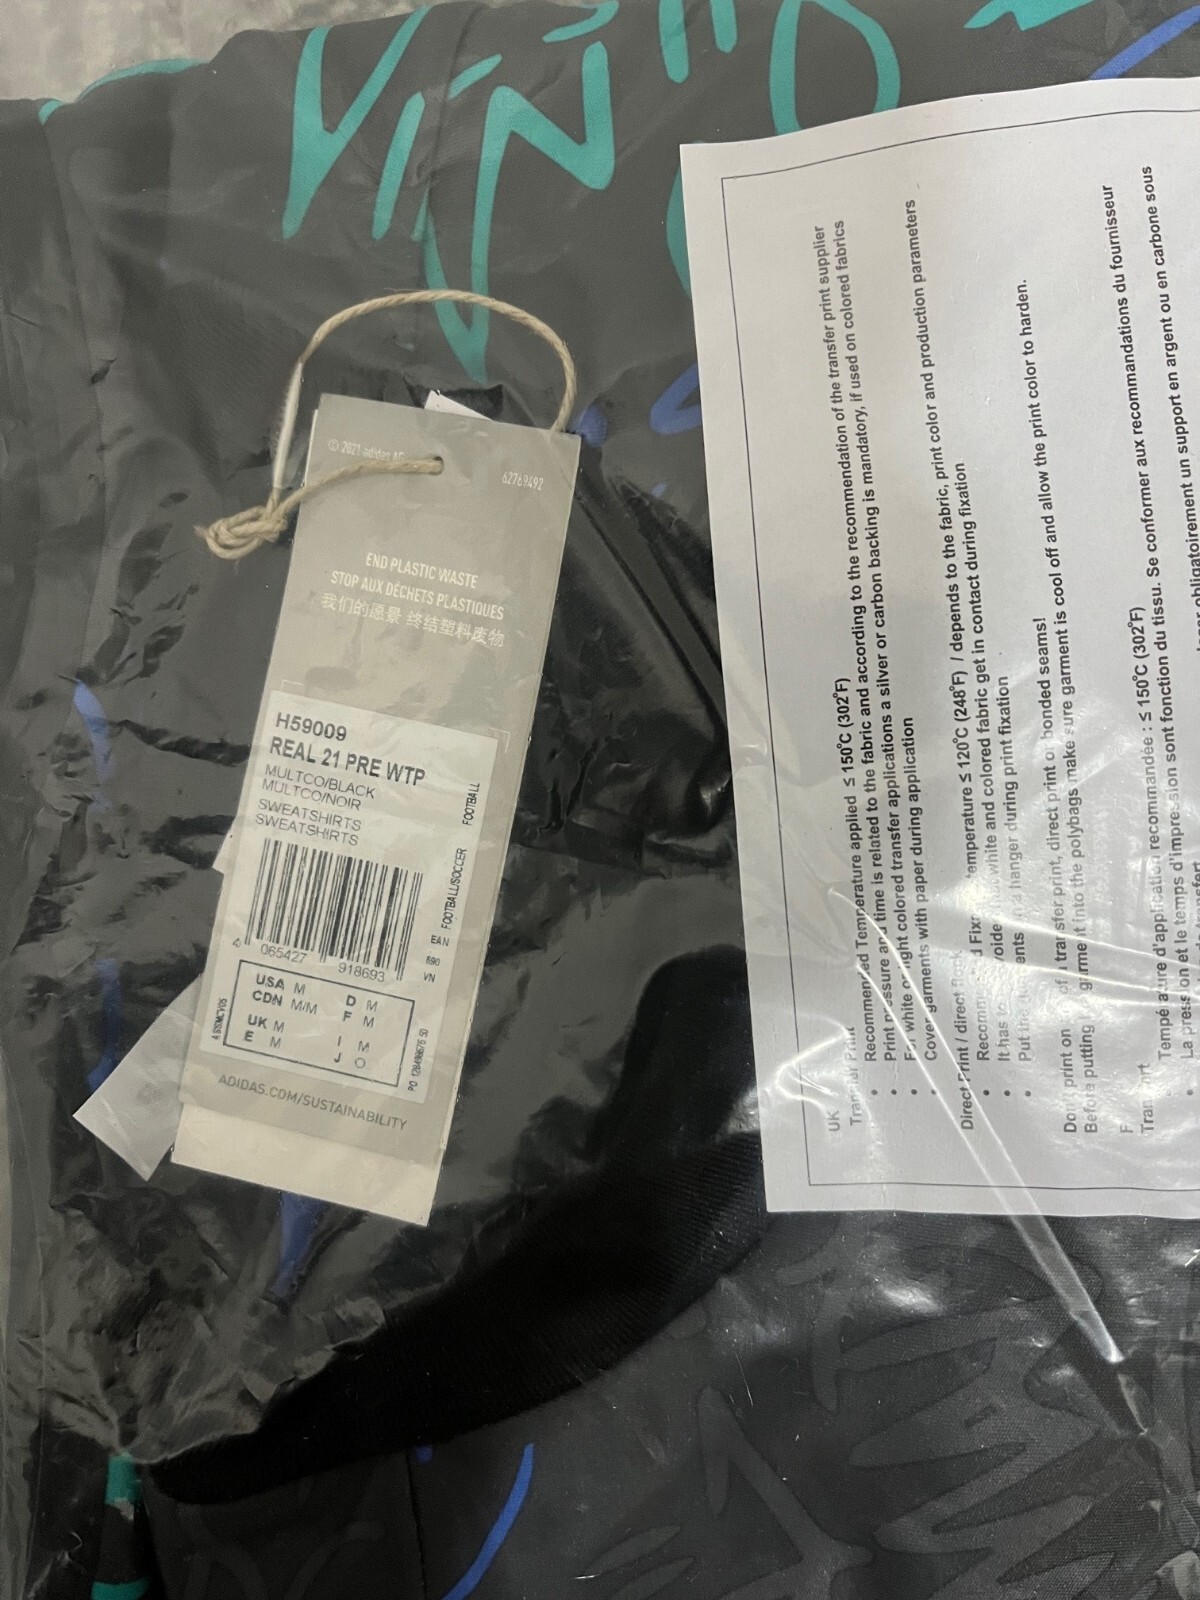 © 2021 adidas AG
62769492
END PLASTIC WASTE
STOP AUX DÉCHETS PLASTIQUES
我们的愿景 终结塑料废物
H59009
REAL 21 PRE WTP
MULTCO/BLACK
MULTCO/NOIR
SWEATSHIRTS
SWEATSHIRTS
FOOTBALL/SOCCER
FOOTBALL
4
065427
918693
EAN
690
VN
USA M
CDN M/M
UK M
E M
D M
F M
I M
J O
ADIDAS.COM/SUSTAINABILITY
UK
Transfer Print
• Recommended Temperature applied ≤ 150°C (302°F)
• Print pressure and time is related to the fabric and according to the recommendation of the transfer print supplier
• For white or light colored transfer applications a silver or carbon backing is mandatory, if used on colored fabrics
• Cover garments with paper during application
Direct Print / direct flock
• temperature ≤ 120°C (248°F) / depends to the fabric, print color and production parameters
• It has to white and colored fabric get in contact during fixation
• Put the hanger during print fixation
Don't print on transfer print, direct print or bonded seams!
Before putting garment into the polybags make sure garment is cool off and allow the print color to harden.
F
Température d'application recommandée : ≤ 150°C (302°F)
• La pression et le temps d'impression sont fonction du tissu. Se conformer aux recommandations du fournisseur
obligatoirement un support en argent ou en carbone sous